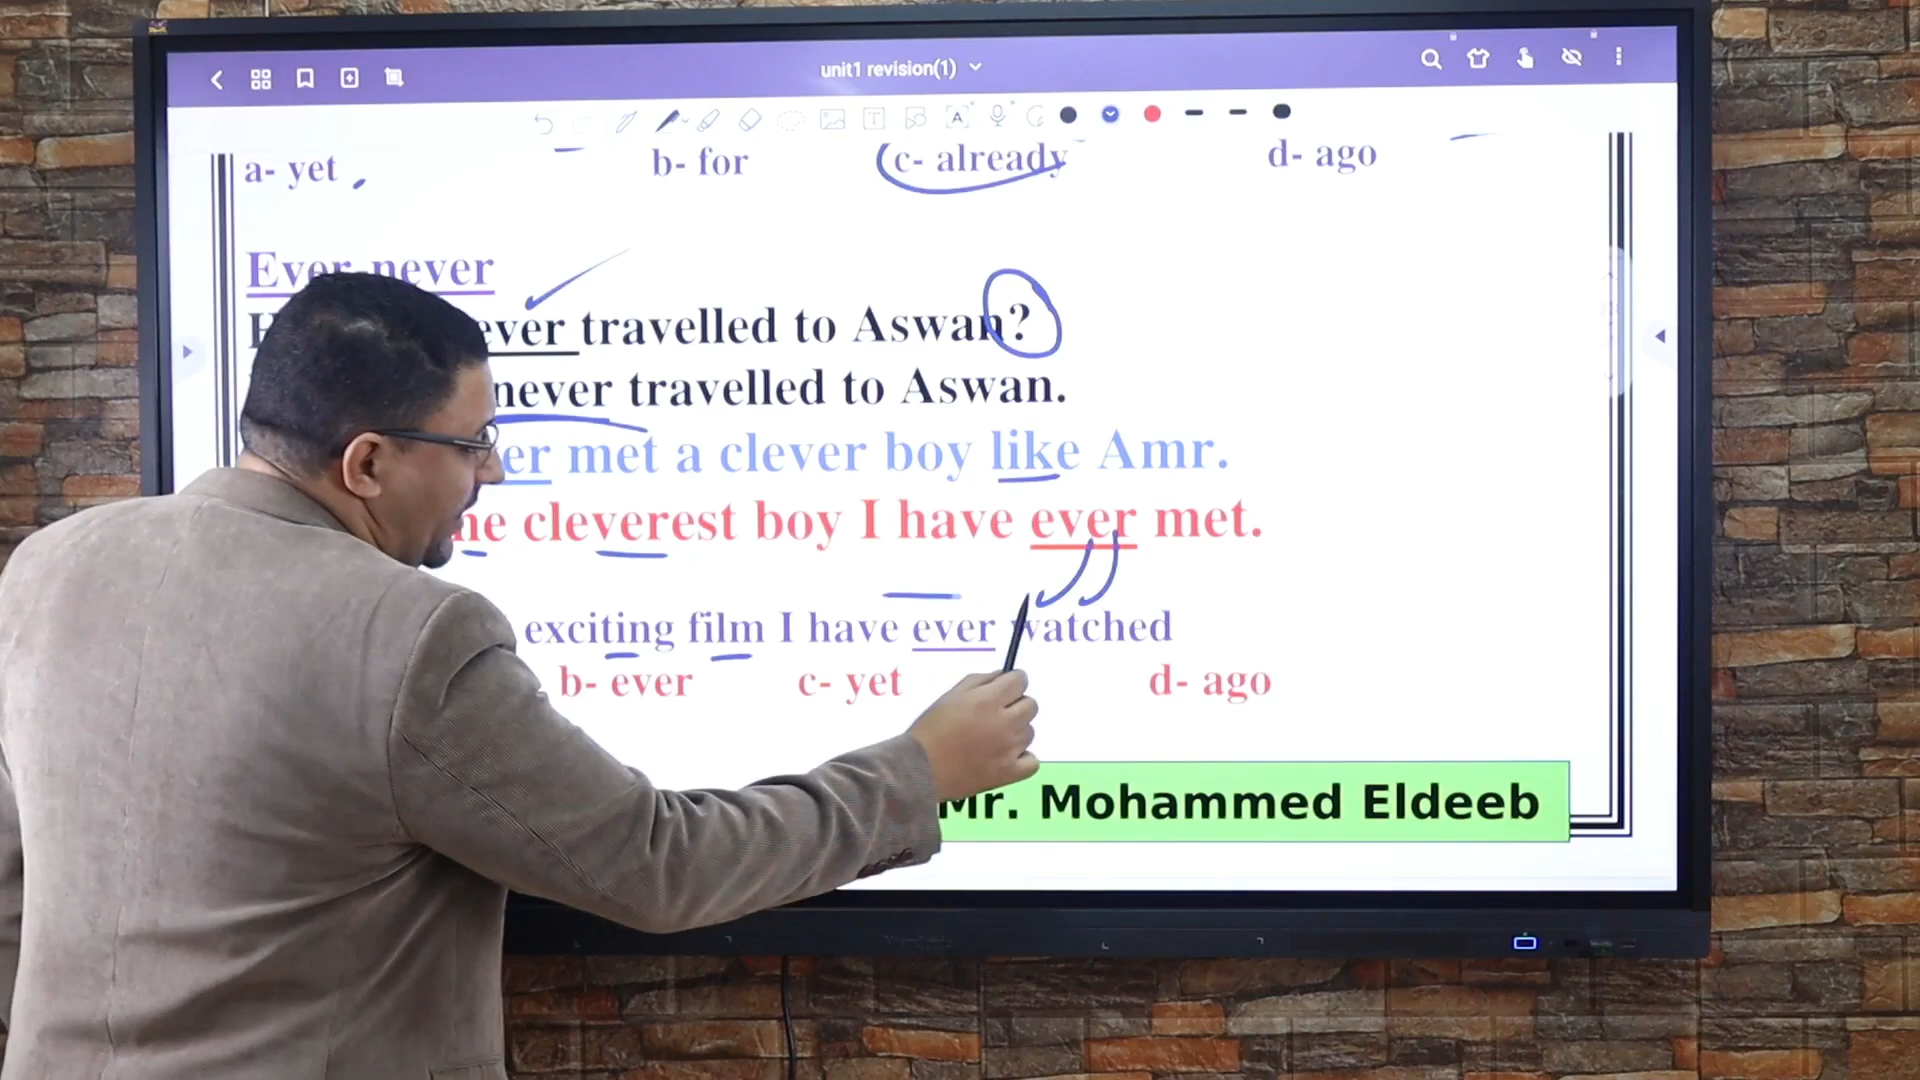 unit1 revision(1)
a- yet b- for c- already d- ago
Ever never
ever travelled to Aswan?
never travelled to Aswan.
met a clever boy like Amr.
cleverest boy I have ever met.
exciting film I have ever watched
b- ever c- yet d- ago
Mr. Mohammed Eldeeb